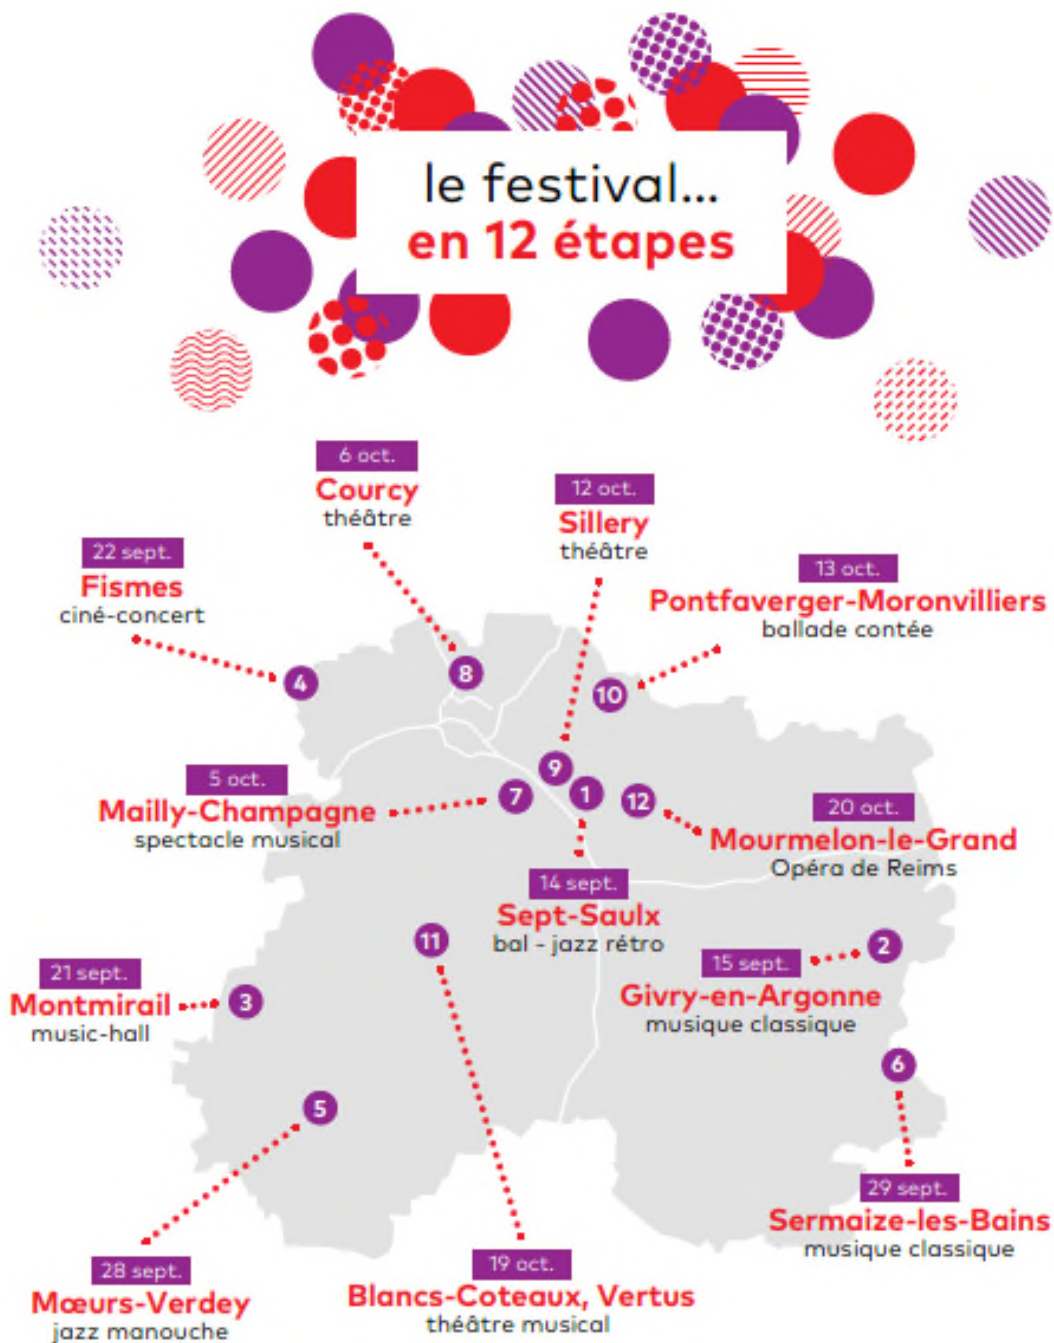 le festival...
en 12 étapes
6 oct.
Courcy
théâtre
12 oct.
Sillery
théâtre
22 sept.
Fismes
ciné-concert
13 oct.
Pontfaverger-Moronvilliers
ballade contée
4
8
10
9
5 oct.
Mailly-Champagne
spectacle musical
7
1
12
20 oct.
Mourmelon-le-Grand
Opéra de Reims
14 sept.
Sept-Saulx
bal - jazz rétro
11
2
15 sept.
Givry-en-Argonne
musique classique
21 sept.
Montmirail
music-hall
3
6
5
29 sept.
Sermaize-les-Bains
musique classique
28 sept.
Mœurs-Verdey
jazz manouche
19 oct.
Blancs-Coteaux, Vertus
théâtre musical